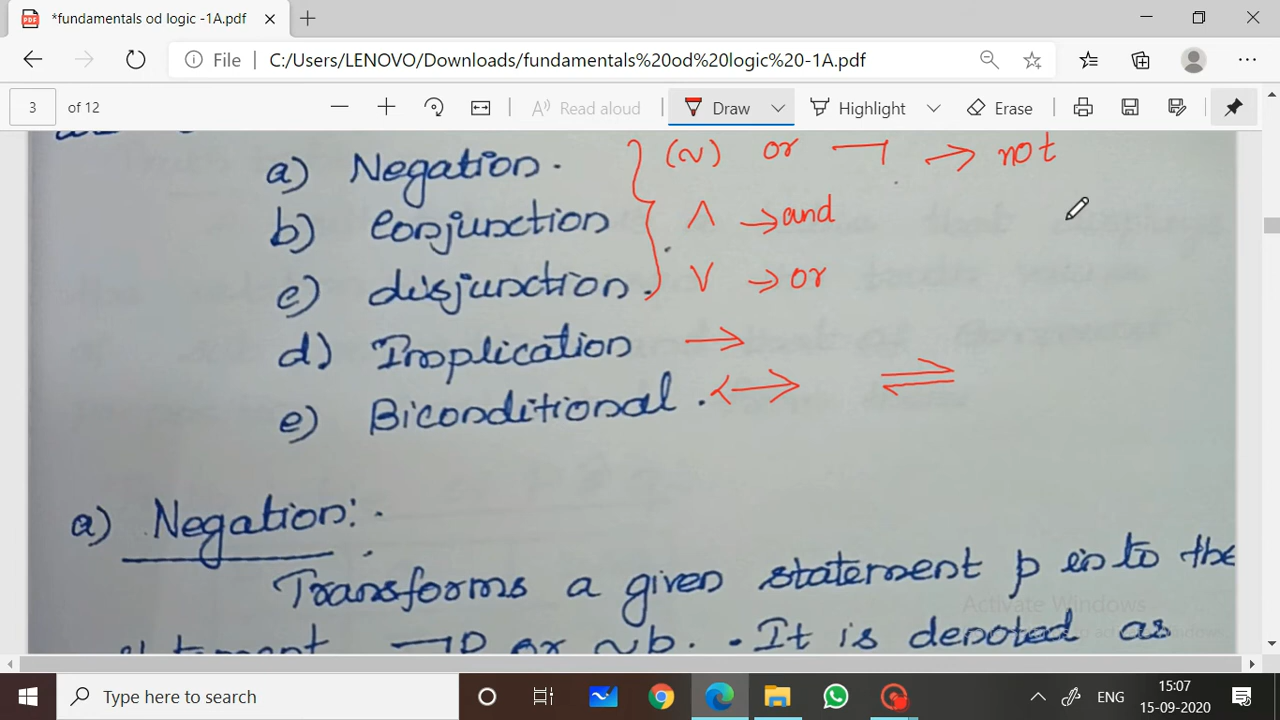 *fundamentals od logic -1A.pdf
File C:/Users/LENOVO/Downloads/fundamentals%20od%20logic%20-1A.pdf
3 of 12 Read aloud Draw Highlight Erase
a) Negation. (~) or ¬ → not
b) Conjunction ∧ → and
c) disjunction. ∨ → or
d) Implication →
e) Biconditional. <-> ⇌
a) Negation:.
Transforms a given statement p into the
statement ¬p or ~p. It is denoted as
Activate Windows
Type here to search
ENG
15:07
15-09-2020